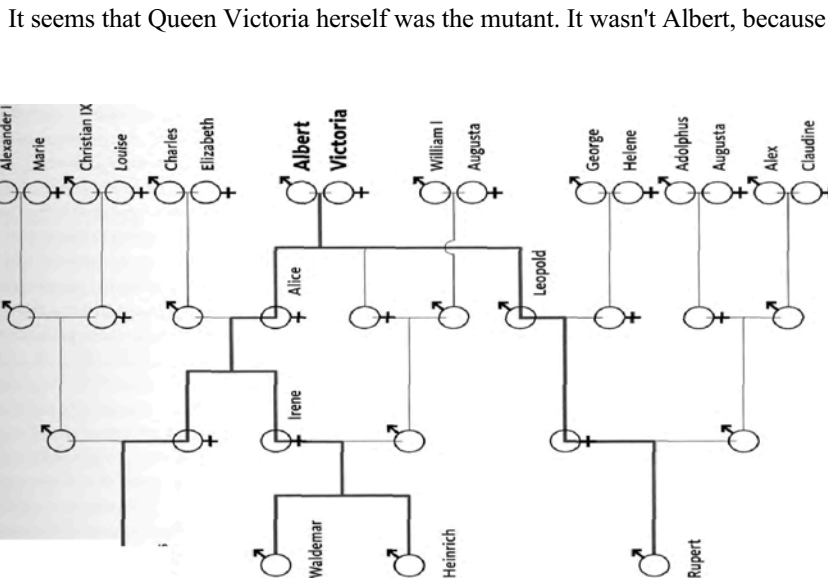 It seems that Queen Victoria herself was the mutant. It wasn't Albert, because
Alexander I
Marie
Christian IX
Louise
Charles
Elizabeth
Albert
Victoria
William I
Augusta
George
Helene
Adolphus
Augusta
Alex
Claudine
Alice
Leopold
Irene
Waldemar
Heinrich
Rupert